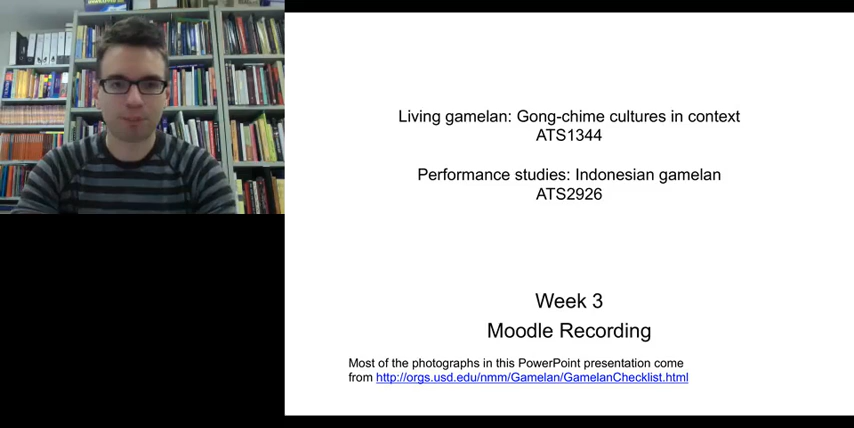 Living gamelan: Gong-chime cultures in context
ATS1344
Performance studies: Indonesian gamelan
ATS2926
Week 3
Moodle Recording
Most of the photographs in this PowerPoint presentation come
from http://orgs.usd.edu/nmm/Gamelan/GamelanChecklist.html